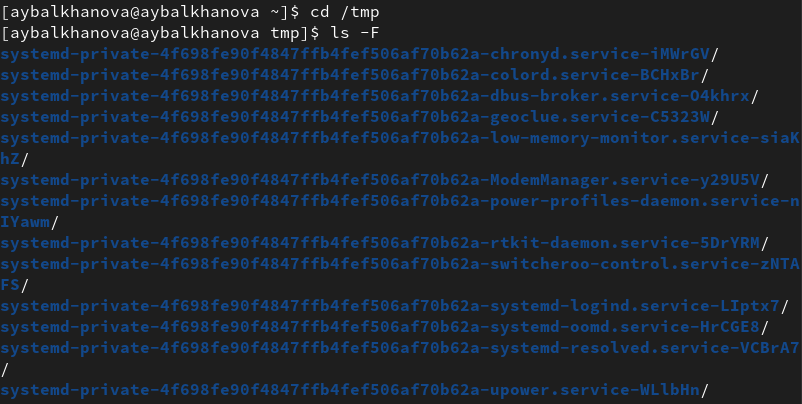 [aybalkhanova@aybalkhanova ~]$ cd /tmp
[aybalkhanova@aybalkhanova tmp]$ ls -F
systemd-private-4f698fe90f4847ffb4fef506af70b62a-chronyd.service-iMWrGV/
systemd-private-4f698fe90f4847ffb4fef506af70b62a-colord.service-BCHxBr/
systemd-private-4f698fe90f4847ffb4fef506af70b62a-dbus-broker.service-O4khrx/
systemd-private-4f698fe90f4847ffb4fef506af70b62a-geoclue.service-C5323W/
systemd-private-4f698fe90f4847ffb4fef506af70b62a-low-memory-monitor.service-siaK
hZ/
systemd-private-4f698fe90f4847ffb4fef506af70b62a-ModemManager.service-y29U5V/
systemd-private-4f698fe90f4847ffb4fef506af70b62a-power-profiles-daemon.service-n
IYawm/
systemd-private-4f698fe90f4847ffb4fef506af70b62a-rtkit-daemon.service-5DrYRM/
systemd-private-4f698fe90f4847ffb4fef506af70b62a-switcheroo-control.service-zNTA
FS/
systemd-private-4f698fe90f4847ffb4fef506af70b62a-systemd-logind.service-LIptx7/
systemd-private-4f698fe90f4847ffb4fef506af70b62a-systemd-oomd.service-HrCGE8/
systemd-private-4f698fe90f4847ffb4fef506af70b62a-systemd-resolved.service-VCBrA7
/
systemd-private-4f698fe90f4847ffb4fef506af70b62a-upower.service-WLlbHn/